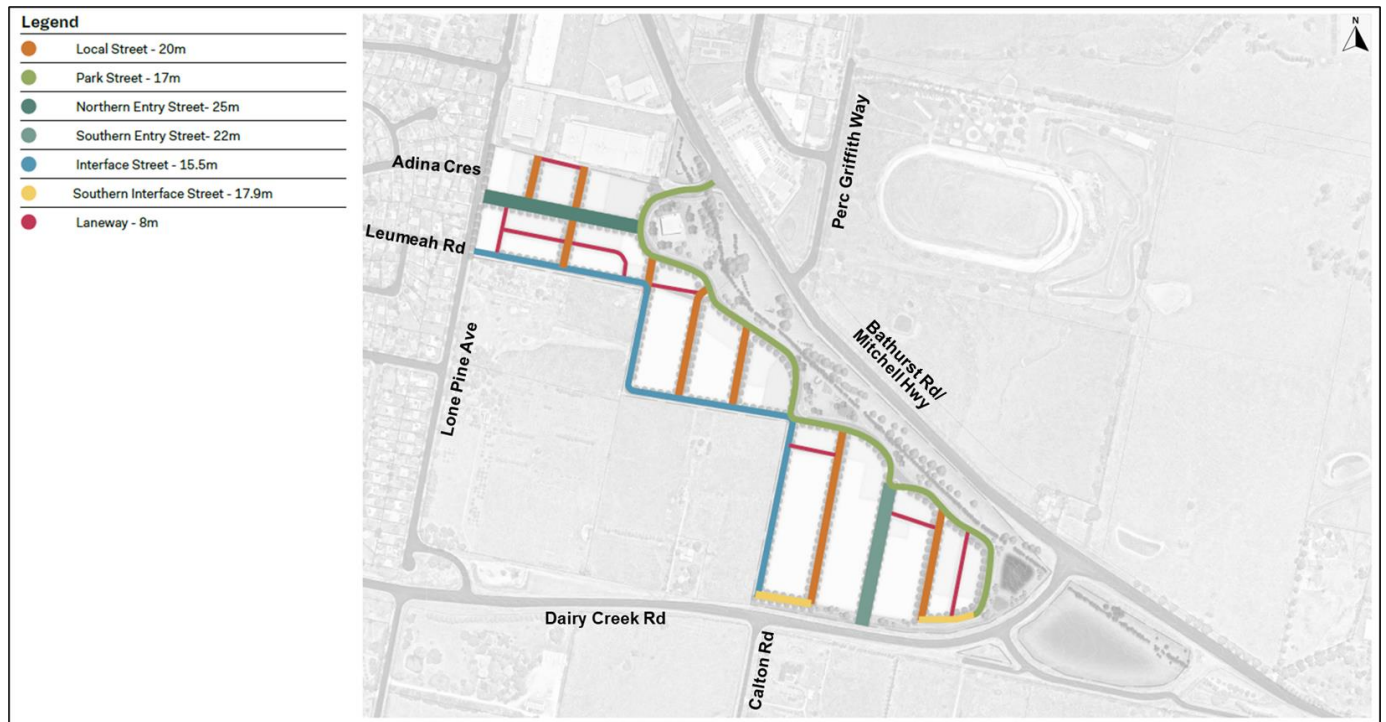 Legend
Local Street - 20m
Park Street - 17m
Northern Entry Street- 25m
Southern Entry Street- 22m
Interface Street - 15.5m
Southern Interface Street - 17.9m
Laneway - 8m
N
Adina Cres
Leumeah Rd
Lone Pine Ave
Perc Griffith Way
Bathurst Rd/
Mitchell Hwy
Dairy Creek Rd
Calton Rd